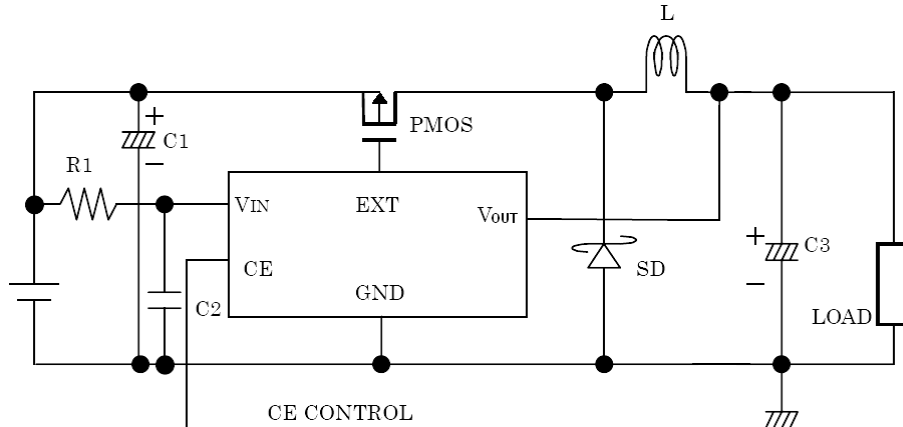 L
+
C1
−
PMOS
R1
VIN
EXT
VOUT
CE
SD
+
C3
−
GND
C2
LOAD
CE CONTROL